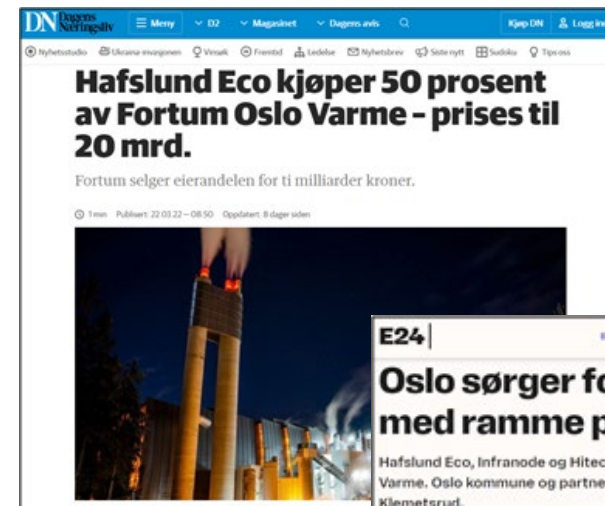 DN Dagens Næringsliv
Meny D2 Magasinet Dagens avis Kjøp DN Logg inn
Nyhetsstudio Ukraina-invasjonen Vinsøk Fremtid Ledelse Nyhetsbrev Siste nytt Sudoku Tips oss
Hafslund Eco kjøper 50 prosent
av Fortum Oslo Varme – prises til
20 mrd.
Fortum selger eierandelen for ti milliarder kroner.
1 min Publisert: 22.03.22 – 08.50 Oppdatert: 8 dager siden
E24
Oslo sørger fo
med ramme p
Hafslund Eco, Infranode og Hitec
Varme. Oslo kommune og partne
Klemetsrud.